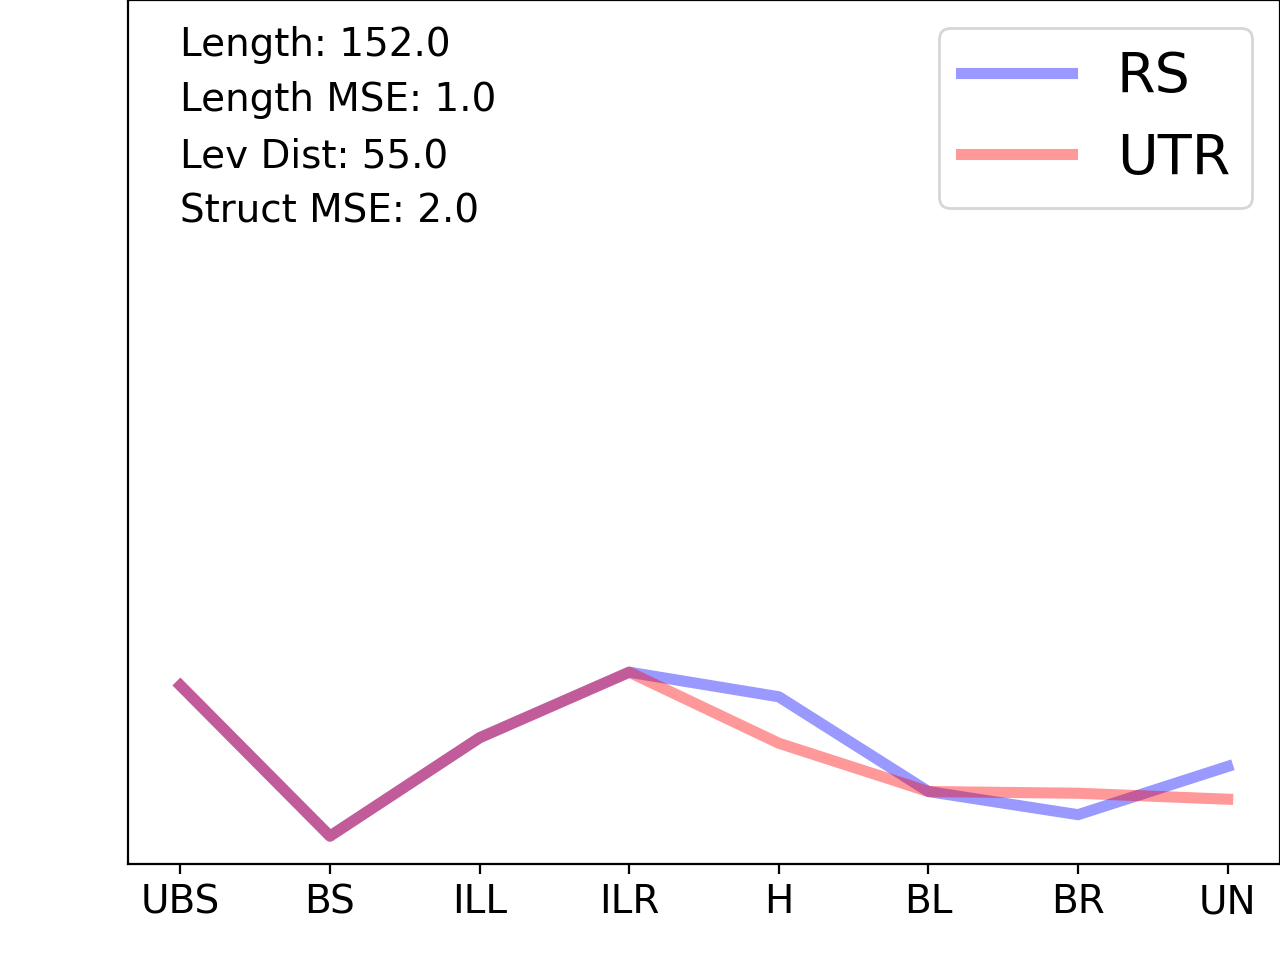 Length: 152.0
Length MSE: 1.0
Lev Dist: 55.0
Struct MSE: 2.0
RS
UTR
UBS BS ILL ILR H BL BR UN